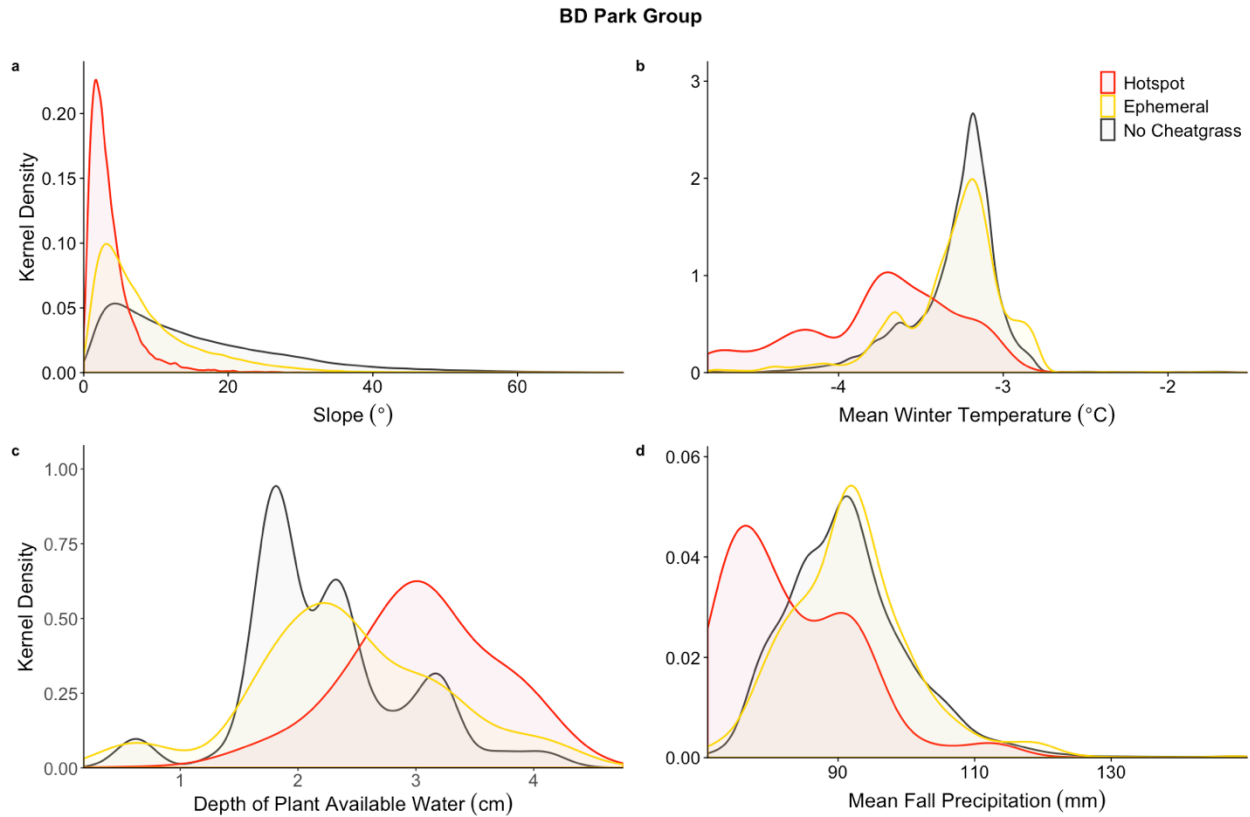 BD Park Group
a
0.20
0.15
0.10
0.05
0.00
Kernel Density
0
20
40
60
Slope (°)
b
3
2
1
0
-4
-3
-2
Mean Winter Temperature (°C)
Hotspot
Ephemeral
No Cheatgrass
c
1.00
0.75
0.50
0.25
0.00
Kernel Density
1
2
3
4
Depth of Plant Available Water (cm)
d
0.06
0.04
0.02
0.00
90
110
130
Mean Fall Precipitation (mm)